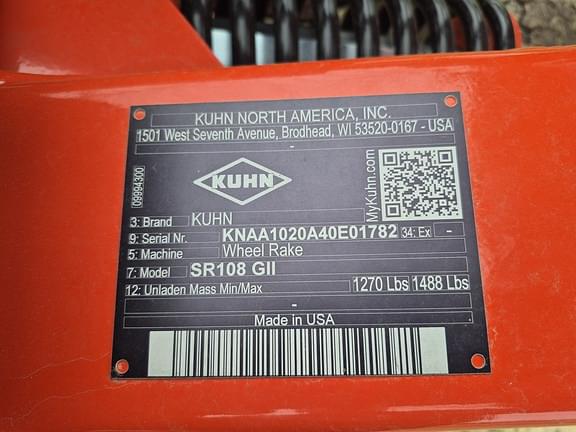 KUHN NORTH AMERICA, INC.
1501 West Seventh Avenue, Brodhead, WI 53520-0167 - USA
-
09994300
KUHN
MyKuhn.com
3: Brand KUHN
9: Serial Nr. KNAA1020A40E01782 34: Ex -
5: Machine Wheel Rake
7: Model SR108 GII
12: Unladen Mass Min/Max 1270 Lbs 1488 Lbs
-
Made in USA